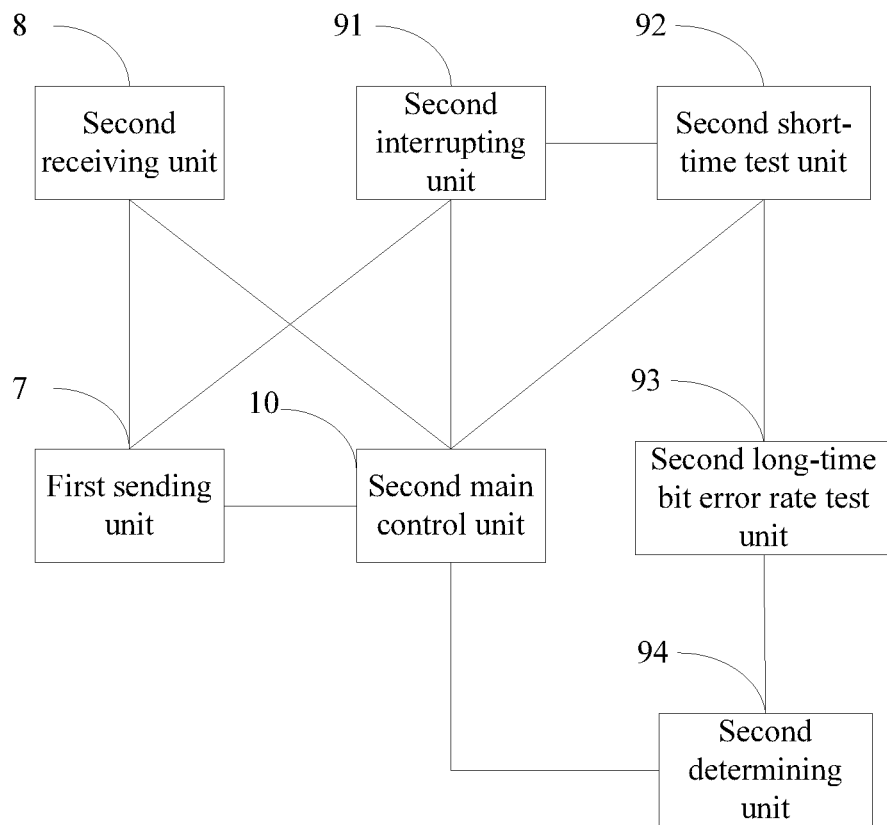 8
91
92
Second
receiving unit
Second
interrupting
unit
Second short-
time test unit
7
10
93
First sending
unit
Second main
control unit
Second long-time
bit error rate test
unit
94
Second
determining
unit